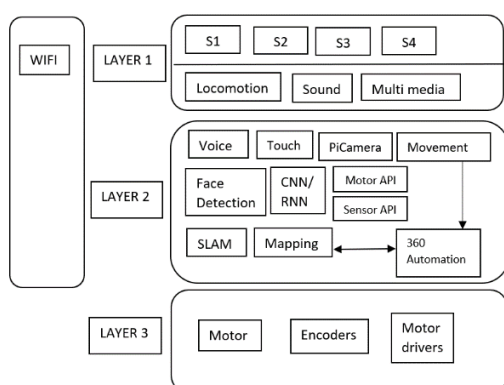 WIFI
LAYER 1
S1 S2 S3 S4
Locomotion Sound Multi media
LAYER 2
Voice Touch PiCamera Movement
Face
Detection
CNN/
RNN
Motor API
Sensor API
SLAM Mapping
360
Automation
LAYER 3
Motor Encoders
Motor
drivers